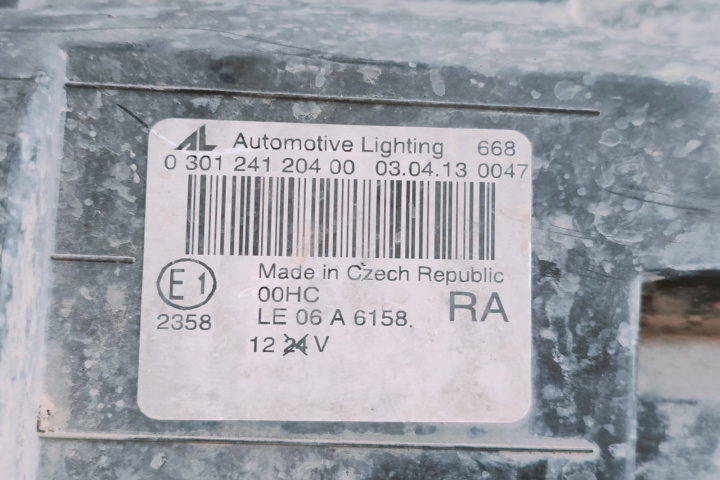 AL Automotive Lighting 668
0 301 241 204 00 03.04.13 0047
Made in Czech Republic
E1
00HC
RA
2358
LE 06 A 6158.
12 24 V